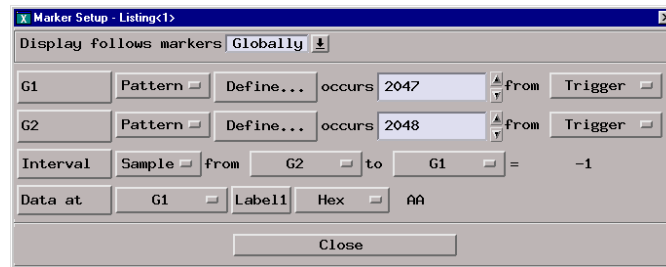 Marker Setup - Listing<1>
Display follows markers Globally
G1 Pattern Define... occurs 2047 from Trigger
G2 Pattern Define... occurs 2048 from Trigger
Interval Sample from G2 to G1 = -1
Data at G1 Label1 Hex AA
Close